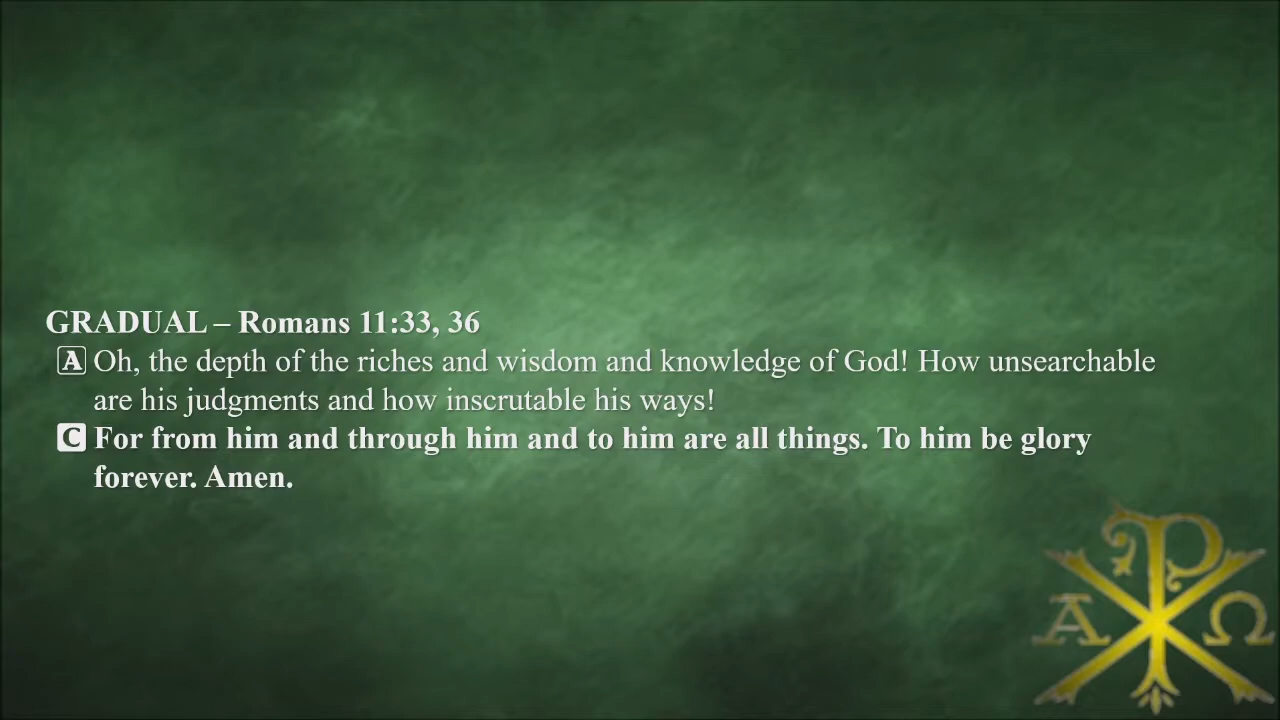 GRADUAL – Romans 11:33, 36
A Oh, the depth of the riches and wisdom and knowledge of God! How unsearchable
are his judgments and how inscrutable his ways!
C For from him and through him and to him are all things. To him be glory
forever. Amen.
Α Ρ Ω